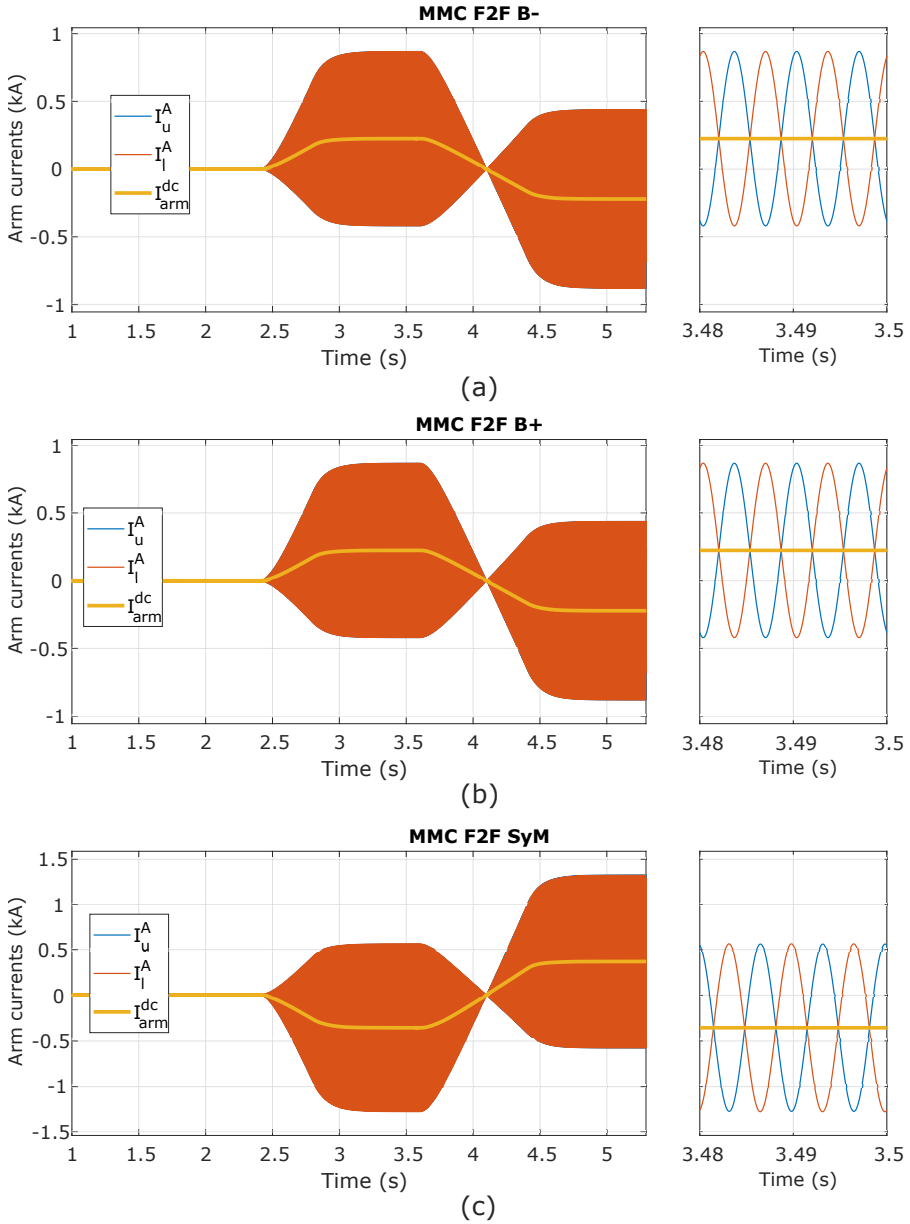 MMC F2F B-
Arm currents (kA)
1
0.5
0
-0.5
-1
I_u^A
I_l^A
I_arm^dc
1 1.5 2 2.5 3 3.5 4 4.5 5
Time (s)
3.48 3.49 3.5
Time (s)
(a)
MMC F2F B+
Arm currents (kA)
1
0.5
0
-0.5
-1
I_u^A
I_l^A
I_arm^dc
1 1.5 2 2.5 3 3.5 4 4.5 5
Time (s)
3.48 3.49 3.5
Time (s)
(b)
MMC F2F SyM
Arm currents (kA)
1.5
1
0.5
0
-0.5
-1
-1.5
I_u^A
I_l^A
I_arm^dc
1 1.5 2 2.5 3 3.5 4 4.5 5
Time (s)
3.48 3.49 3.5
Time (s)
(c)